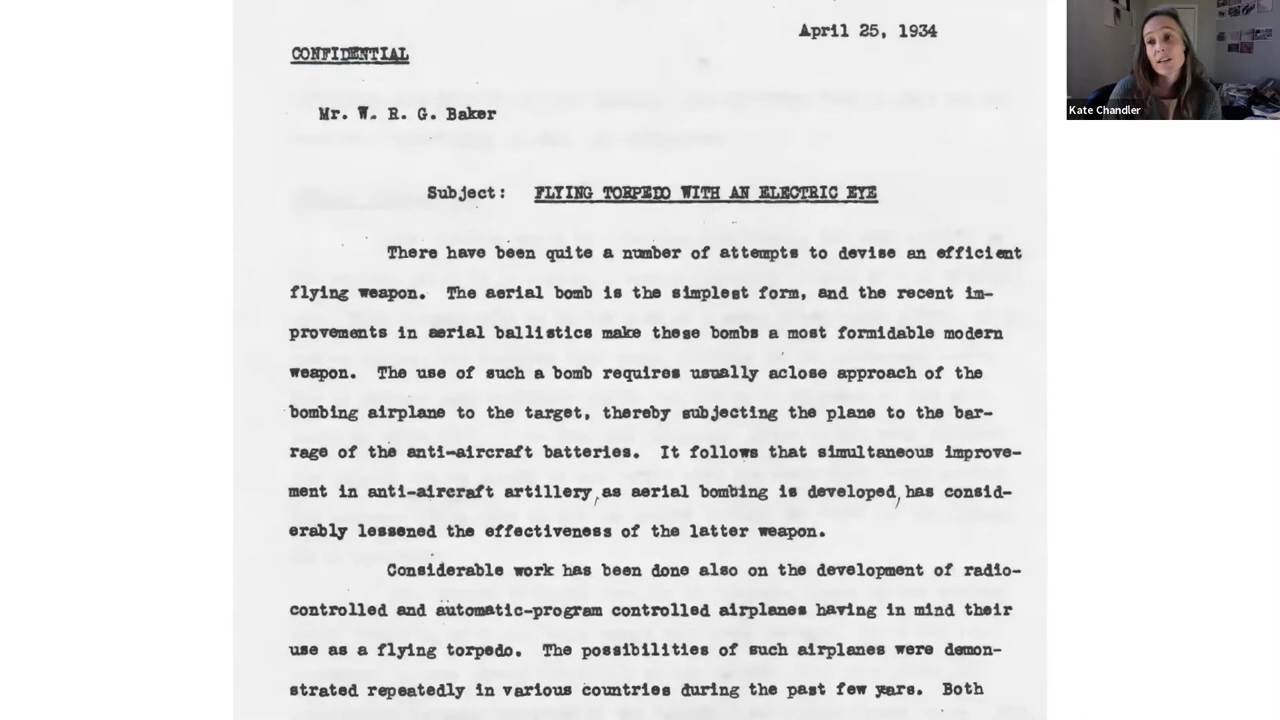 April 25, 1934
CONFIDENTIAL
Mr. W. R. G. Baker
Subject: FLYING TORPEDO WITH AN ELECTRIC EYE
There have been quite a number of attempts to devise an efficient
flying weapon. The aerial bomb is the simplest form, and the recent im-
provements in aerial ballistics make these bombs a most formidable modern
weapon. The use of such a bomb requires usually aclose approach of the
bombing airplane to the target, thereby subjecting the plane to the bar-
rage of the anti-aircraft batteries. It follows that simultaneous improve-
ment in anti-aircraft artillery, as aerial bombing is developed, has consid-
erably lessened the effectiveness of the latter weapon.
Considerable work has been done also on the development of radio-
controlled and automatic-program controlled airplanes having in mind their
use as a flying torpedo. The possibilities of such airplanes were demon-
strated repeatedly in various countries during the past few years. Both
Kate Chandler